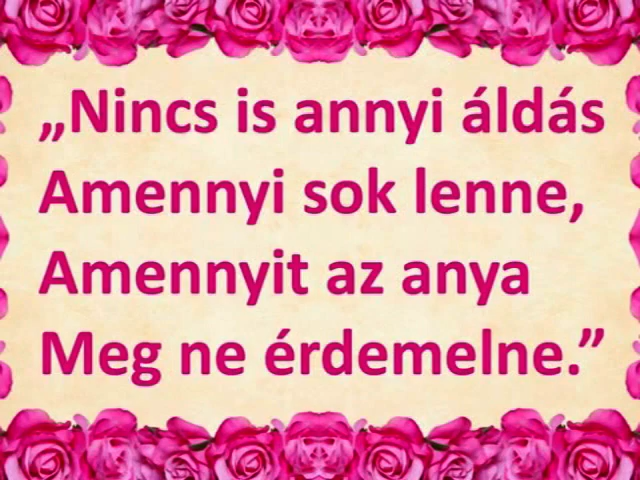 „Nincs is annyi áldás
Amennyi sok lenne,
Amennyit az anya
Meg ne érdemelne.”